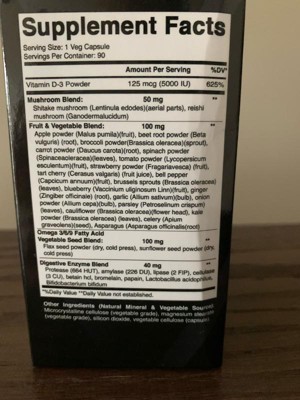 Supplement Facts
Serving Size: 1 Veg Capsule
Servings Per Container: 90
Amount Per Serving %DV*
Vitamin D-3 Powder 125 mcg (5000 IU) 625%
Mushroom Blend: 50 mg **
Shitake mushroom (Lentinula edodes)(aerial parts), reishi
mushroom (Ganodermalucidum)
Fruit & Vegetable Blend: 100 mg **
Apple powder (Malus pumila)(fruit), beet root powder (Beta
vulgaris) (root), broccoli powder(Brassica oleracea)(sprout),
carrot powder (Daucus carota)(root), spinach powder
(Spinaceaoleracea)(leaves), tomato powder (Lycopersicum
esculentum)(fruit), strawberry powder (Fragariavesca) (fruit),
tart cherry (Cerasus vulgaris) (fruit juice), bell pepper
(Capsicum annuum)(fruit), brussels sprouts (Brassica oleracea)
(leaves), blueberry (Vaccinium uliginosum Linn)(fruit), ginger
(Zingiber officinale) (root), garlic (Allium sativum)(bulb), onion
powder (Allium cepa)(bulb), parsley (Petroselinum crispum)
(leaves), cauliflower (Brassica oleracea)(flower head), kale
powder (Brassica oleracea) (leaves), celery (Apium
graveolens)(seed), Asparagus (Asparagus officinalis)(root)
Omega 3/6/9 Fatty Acid
Vegetable Seed Blend: 100 mg **
Flax seed powder (dry, cold press), sunflower seed powder
cold press)
Digestive Enzyme Blend 40 mg **
Protease (664 HUT), amylase (226 DU), lipase (2 FIP),
(3 CU), betain hcl, bromelain, papain, Lactobacillus acidophilus,
Bifidobacterium bifidum
*%Daily Value **Daily Value not established.
Other Ingredients (Natural Mineral & Vegetable Source):
Microcrystalline cellulose (vegetable grade), magnesium stearate
(vegetable grade), silicon dioxide, vegetable cellulose (capsule)